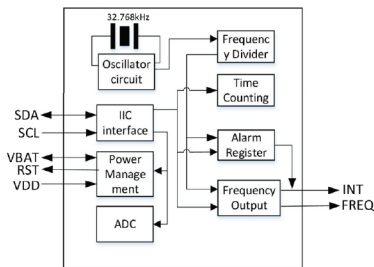 32.768kHz
Oscillator
circuit
Frequenc
y Divider
Time
Counting
SDA
SCL
IIC
interface
Alarm
Register
VBAT
RST
VDD
Power
Manage
ment
Frequency
Output
INT
FREQ
ADC